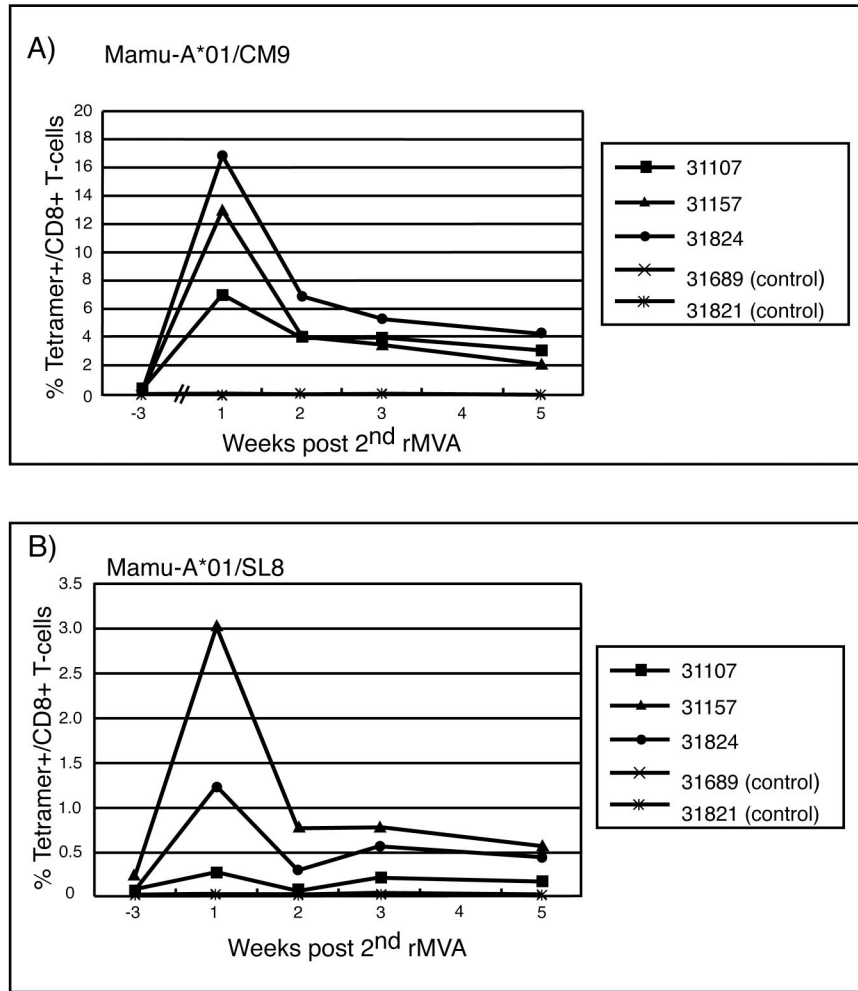 A)
Mamu-A*01/CM9
% Tetramer+/CD8+ T-cells
20
18
16
14
12
10
8
6
4
2
0
-3 1 2 3 4 5
Weeks post 2nd rMVA
31107
31157
31824
31689 (control)
31821 (control)
B)
Mamu-A*01/SL8
% Tetramer+/CD8+ T-cells
3.5
3.0
2.5
2.0
1.5
1.0
0.5
0
-3 1 2 3 4 5
Weeks post 2nd rMVA
31107
31157
31824
31689 (control)
31821 (control)